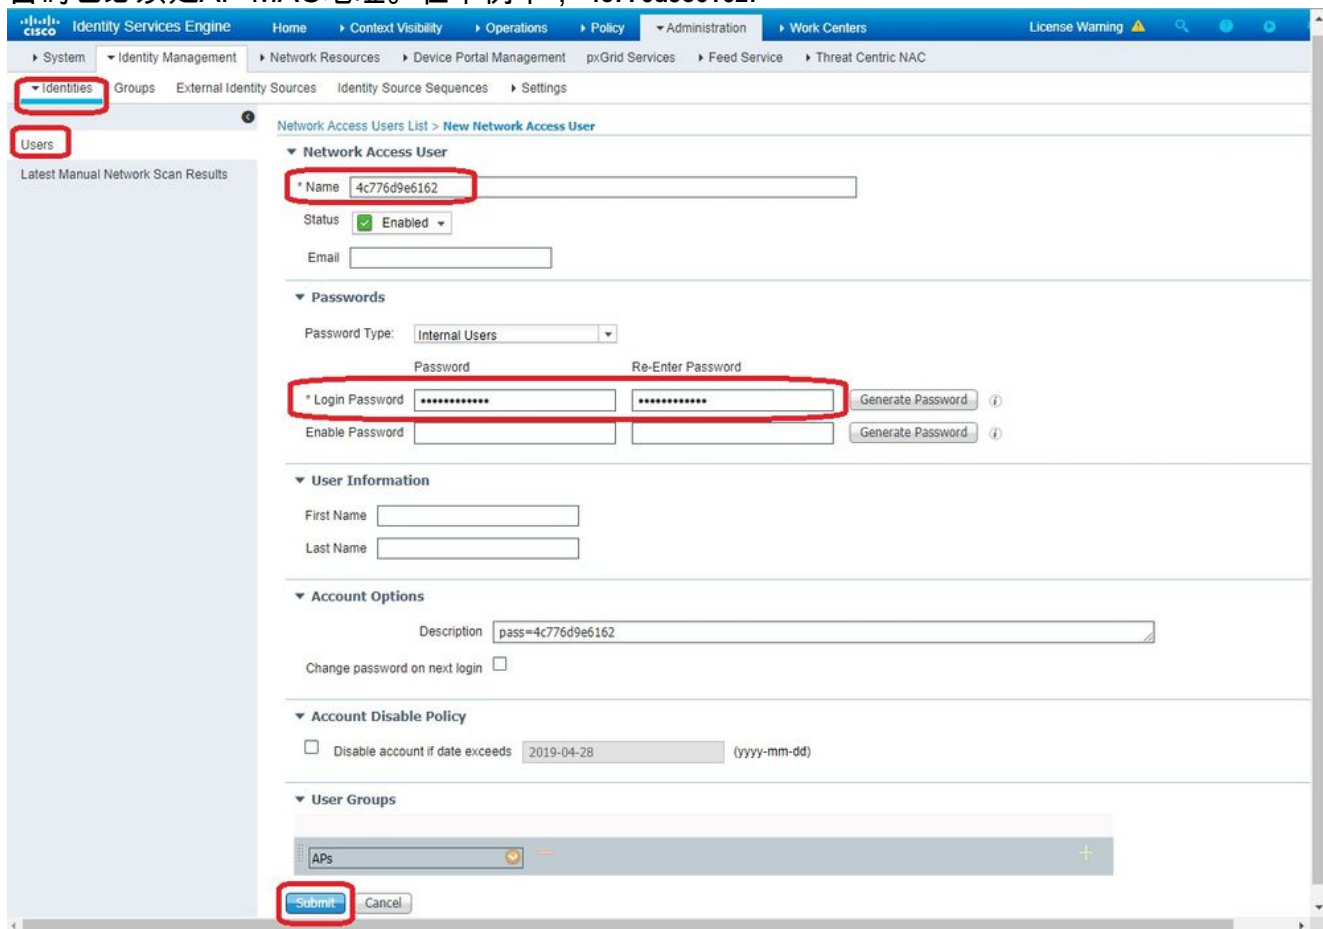 CISCO Identity Services Engine Home Context Visibility Operations Policy Administration Work Centers License Warning
System Identity Management Network Resources Device Portal Management pxGrid Services Feed Service Threat Centric NAC
Identities Groups External Identity Sources Identity Source Sequences Settings
Users
Latest Manual Network Scan Results
Network Access Users List > New Network Access User
Network Access User
* Name 4c776d9e6162
Status Enabled
Email
Passwords
Password Type: Internal Users
Password Re-Enter Password
* Login Password •••••••••••• •••••••••••• Generate Password
Enable Password Generate Password
User Information
First Name
Last Name
Account Options
Description pass=4c776d9e6162
Change password on next login
Account Disable Policy
Disable account if date exceeds 2019-04-28 (yyyy-mm-dd)
User Groups
APs
Submit Cancel